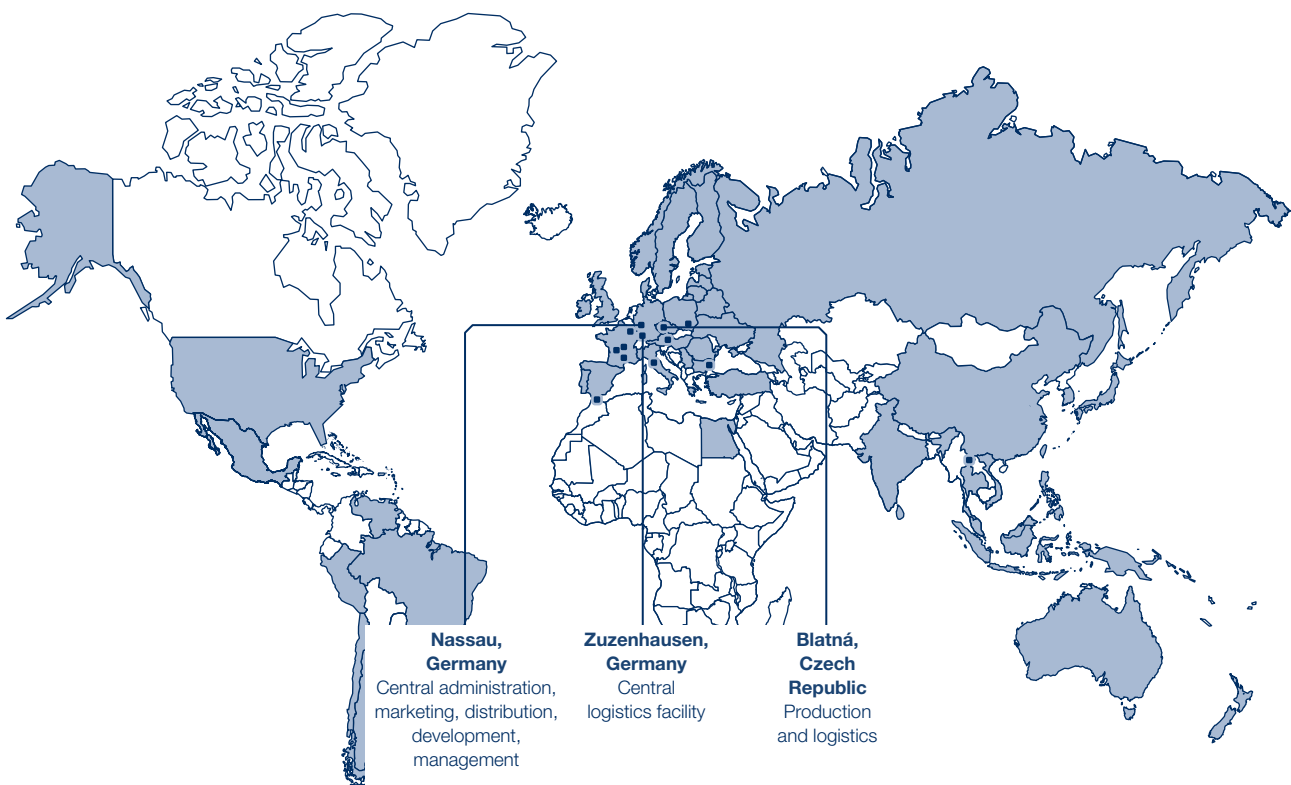 Nassau,
Germany
Central administration,
marketing, distribution,
development,
management
Zuzenhausen,
Germany
Central
logistics facility
Blatná,
Czech
Republic
Production
and logistics